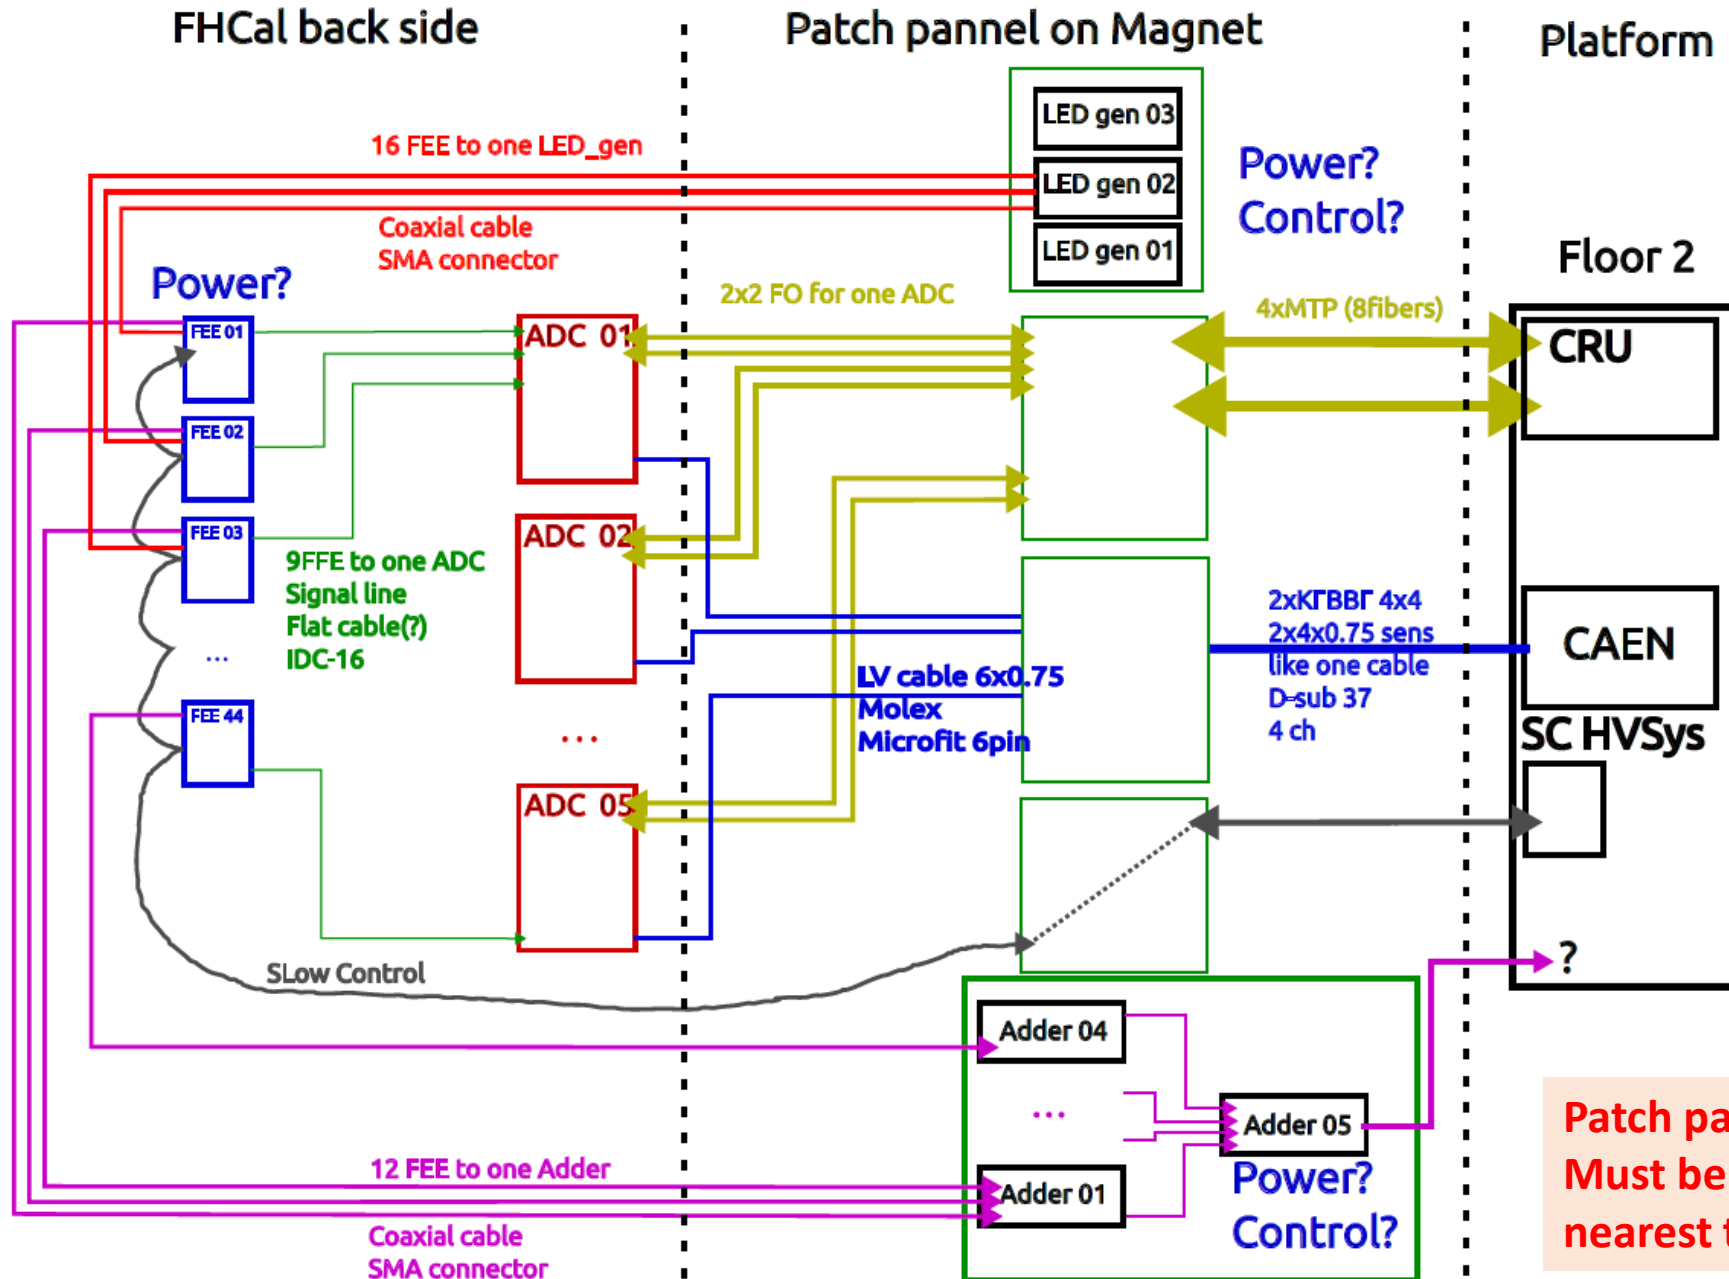 FHCal back side
Patch pannel on Magnet
Platform
LED gen 03
LED gen 02
LED gen 01
Power?
Control?
16 FEE to one LED_gen
Coaxial cable
SMA connector
Power?
Floor 2
2x2 FO for one ADC
4xMTP (8fibers)
FEE 01
FEE 02
FEE 03
...
FEE 44
ADC 01
ADC 02
...
ADC 05
CRU
9FFE to one ADC
Signal line
Flat cable(?)
IDC-16
LV cable 6x0.75
Molex
Microfit 6pin
2xКГВВГ 4x4
2x4x0.75 sens
like one cable
D-sub 37
4 ch
CAEN
SC HVSys
SLow Control
?
Adder 04
...
Adder 05
Adder 01
Power?
Control?
12 FEE to one Adder
Coaxial cable
SMA connector
Patch pa
Must be
nearest t